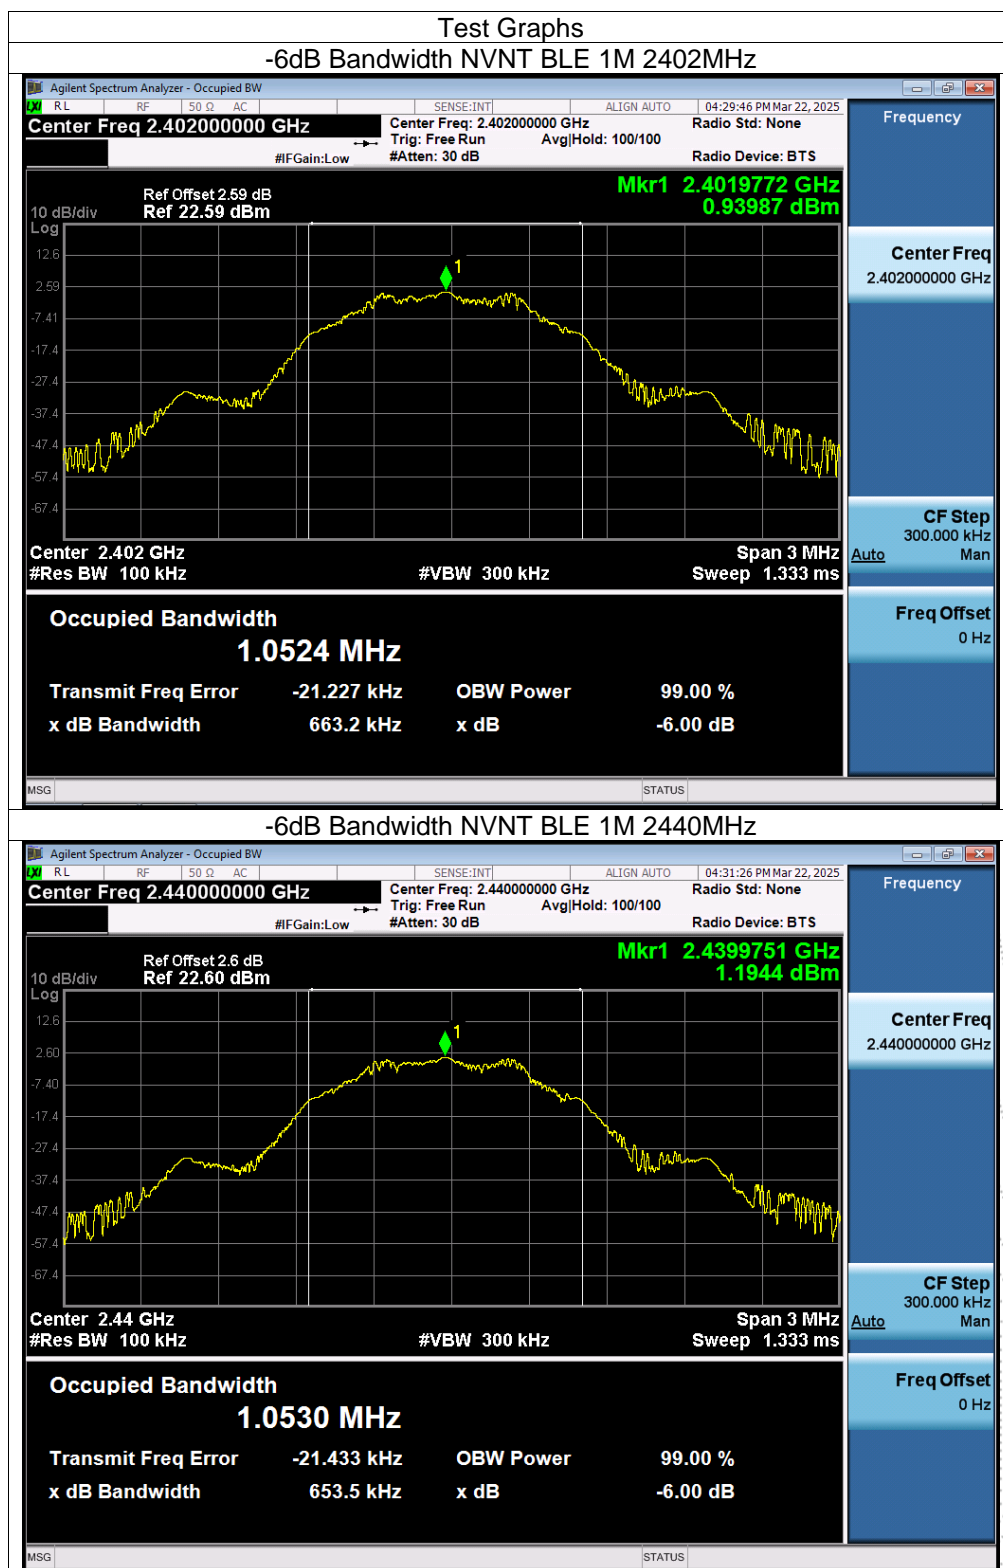 Test Graphs
-6dB Bandwidth NVNT BLE 1M 2402MHz
Agilent Spectrum Analyzer - Occupied BW
LXI RL RF 50 Ω AC SENSE:INT ALIGN AUTO 04:29:46 PM Mar 22, 2025
Center Freq 2.402000000 GHz Center Freq: 2.402000000 GHz Radio Std: None
Trig: Free Run Avg|Hold: 100/100
#IFGain:Low #Atten: 30 dB Radio Device: BTS
Frequency
Mkr1 2.4019772 GHz
0.93987 dBm
Ref Offset 2.59 dB
10 dB/div Ref 22.59 dBm
Log
12.6
2.59
-7.41
-17.4
-27.4
-37.4
-47.4
-57.4
-67.4
1
Center Freq
2.402000000 GHz
Center 2.402 GHz Span 3 MHz
#Res BW 100 kHz #VBW 300 kHz Sweep 1.333 ms
CF Step
300.000 kHz
Auto Man
Occupied Bandwidth
1.0524 MHz
Transmit Freq Error -21.227 kHz OBW Power 99.00 %
x dB Bandwidth 663.2 kHz x dB -6.00 dB
Freq Offset
0 Hz
MSG STATUS
-6dB Bandwidth NVNT BLE 1M 2440MHz
Agilent Spectrum Analyzer - Occupied BW
LXI RL RF 50 Ω AC SENSE:INT ALIGN AUTO 04:31:26 PM Mar 22, 2025
Center Freq 2.440000000 GHz Center Freq: 2.440000000 GHz Radio Std: None
Trig: Free Run Avg|Hold: 100/100
#IFGain:Low #Atten: 30 dB Radio Device: BTS
Frequency
Mkr1 2.4399751 GHz
1.1944 dBm
Ref Offset 2.6 dB
10 dB/div Ref 22.60 dBm
Log
12.6
2.60
-7.40
-17.4
-27.4
-37.4
-47.4
-57.4
-67.4
1
Center Freq
2.440000000 GHz
Center 2.44 GHz Span 3 MHz
#Res BW 100 kHz #VBW 300 kHz Sweep 1.333 ms
CF Step
300.000 kHz
Auto Man
Occupied Bandwidth
1.0530 MHz
Transmit Freq Error -21.433 kHz OBW Power 99.00 %
x dB Bandwidth 653.5 kHz x dB -6.00 dB
Freq Offset
0 Hz
MSG STATUS